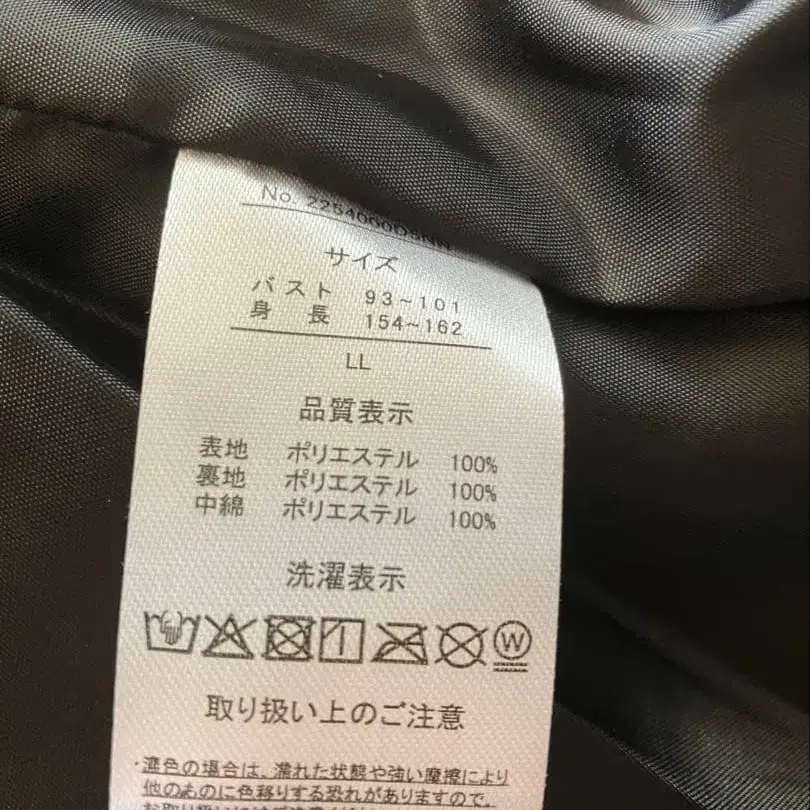 No. 2254060DSNN
サイズ
バスト 93~101
身長 154~162
LL
品質表示
表地 ポリエステル 100%
裏地 ポリエステル 100%
中綿 ポリエステル 100%
洗濯表示
W
取り扱い上のご注意
・濃色の場合は、濡れた状態や強い摩擦により
他のものに色移りする恐れがありますので、